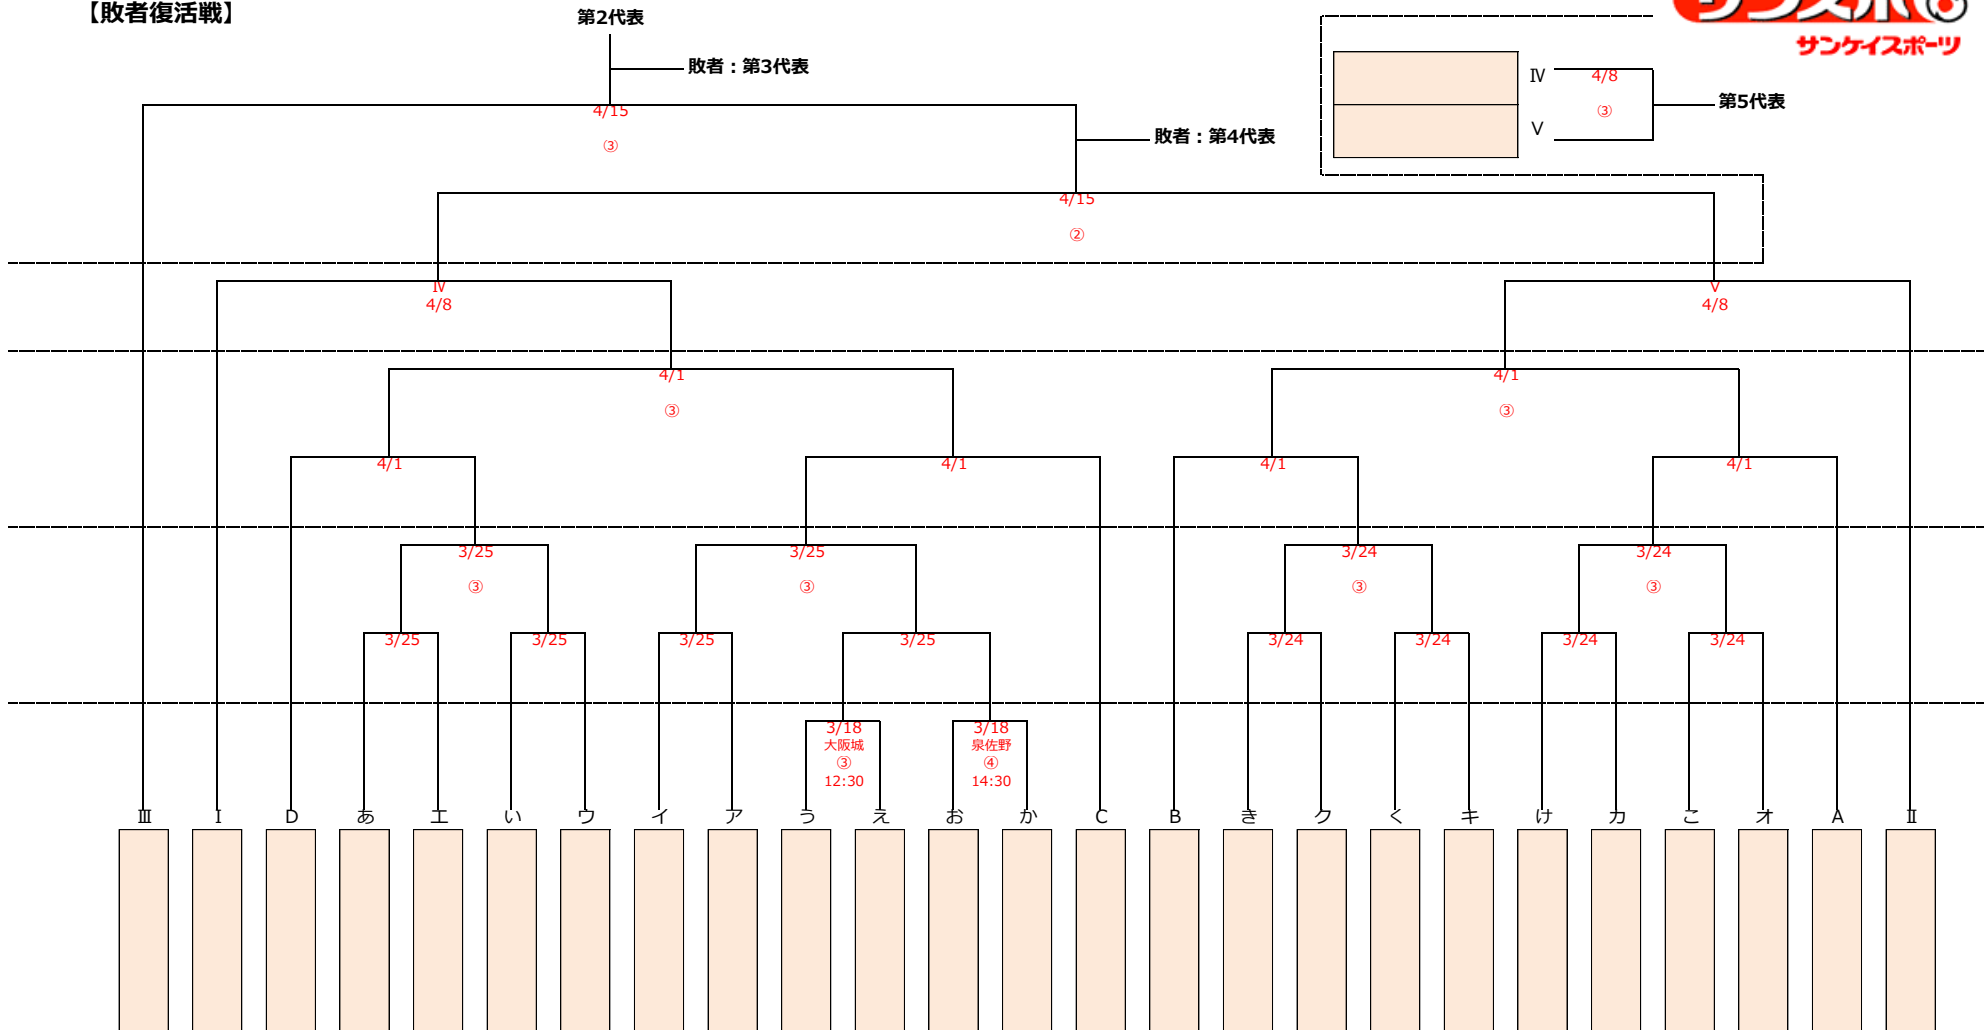 【敗者復活戦】
第2代表
サンスポ
サンケイスポーツ
敗者：第3代表
Ⅳ 4/8
第5代表
4/15
③
Ⅴ
敗者：第4代表
③
4/15
②
Ⅳ
4/8
Ⅴ
4/8
4/1 4/1
③ ③
4/1 4/1 4/1 4/1
3/25 3/25 3/24 3/24
③ ③ ③ ③
3/25 3/25 3/25 3/25 3/24 3/24 3/24 3/24
3/18
大阪城
③
12:30
3/18
泉佐野
④
14:30
Ⅲ Ⅰ D あ エ い ウ イ ア う え お か C B き ク く キ け カ こ オ A Ⅱ